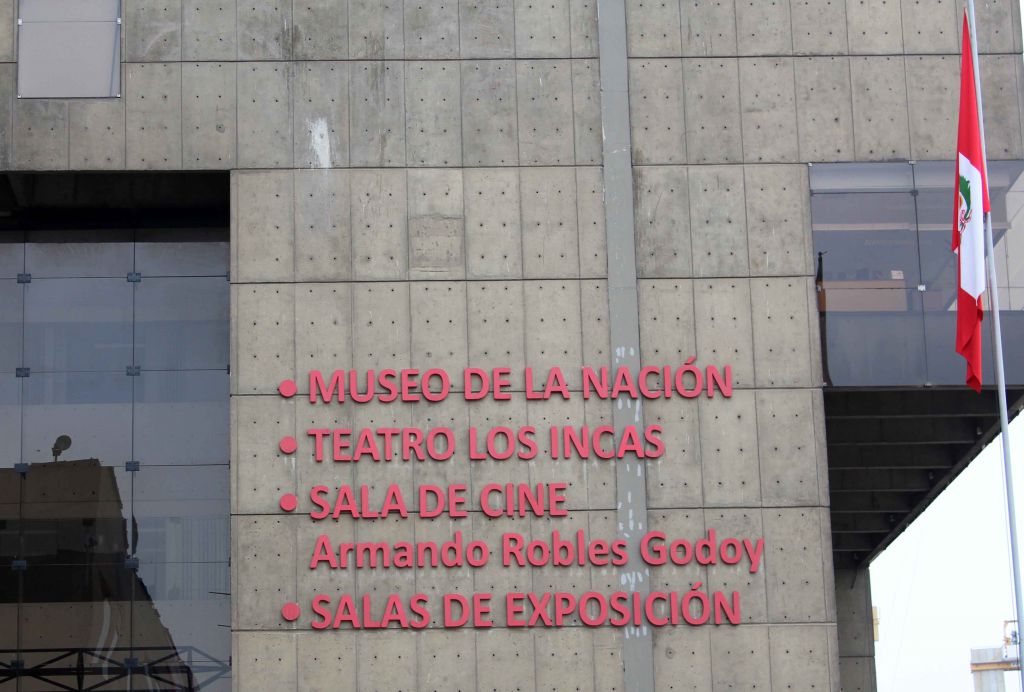 • MUSEO DE LA NACIÓN
• TEATRO LOS INCAS
• SALA DE CINE
Armando Robles Godoy
• SALAS DE EXPOSICIÓN